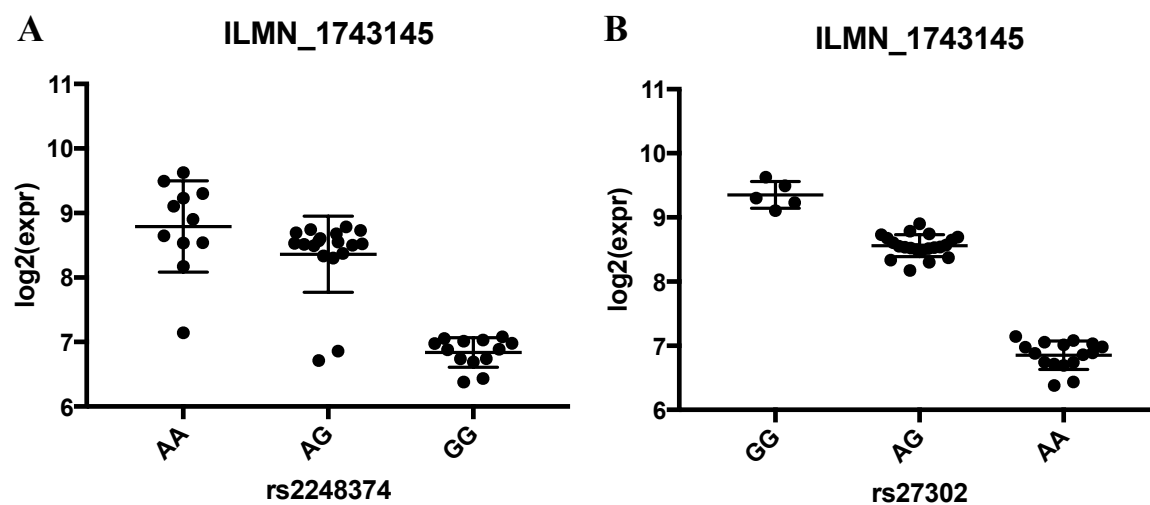 A
ILMN_1743145
log2(expr)
11
10
9
8
7
6
AA
AG
GG
rs2248374
B
ILMN_1743145
log2(expr)
11
10
9
8
7
6
GG
AG
AA
rs27302